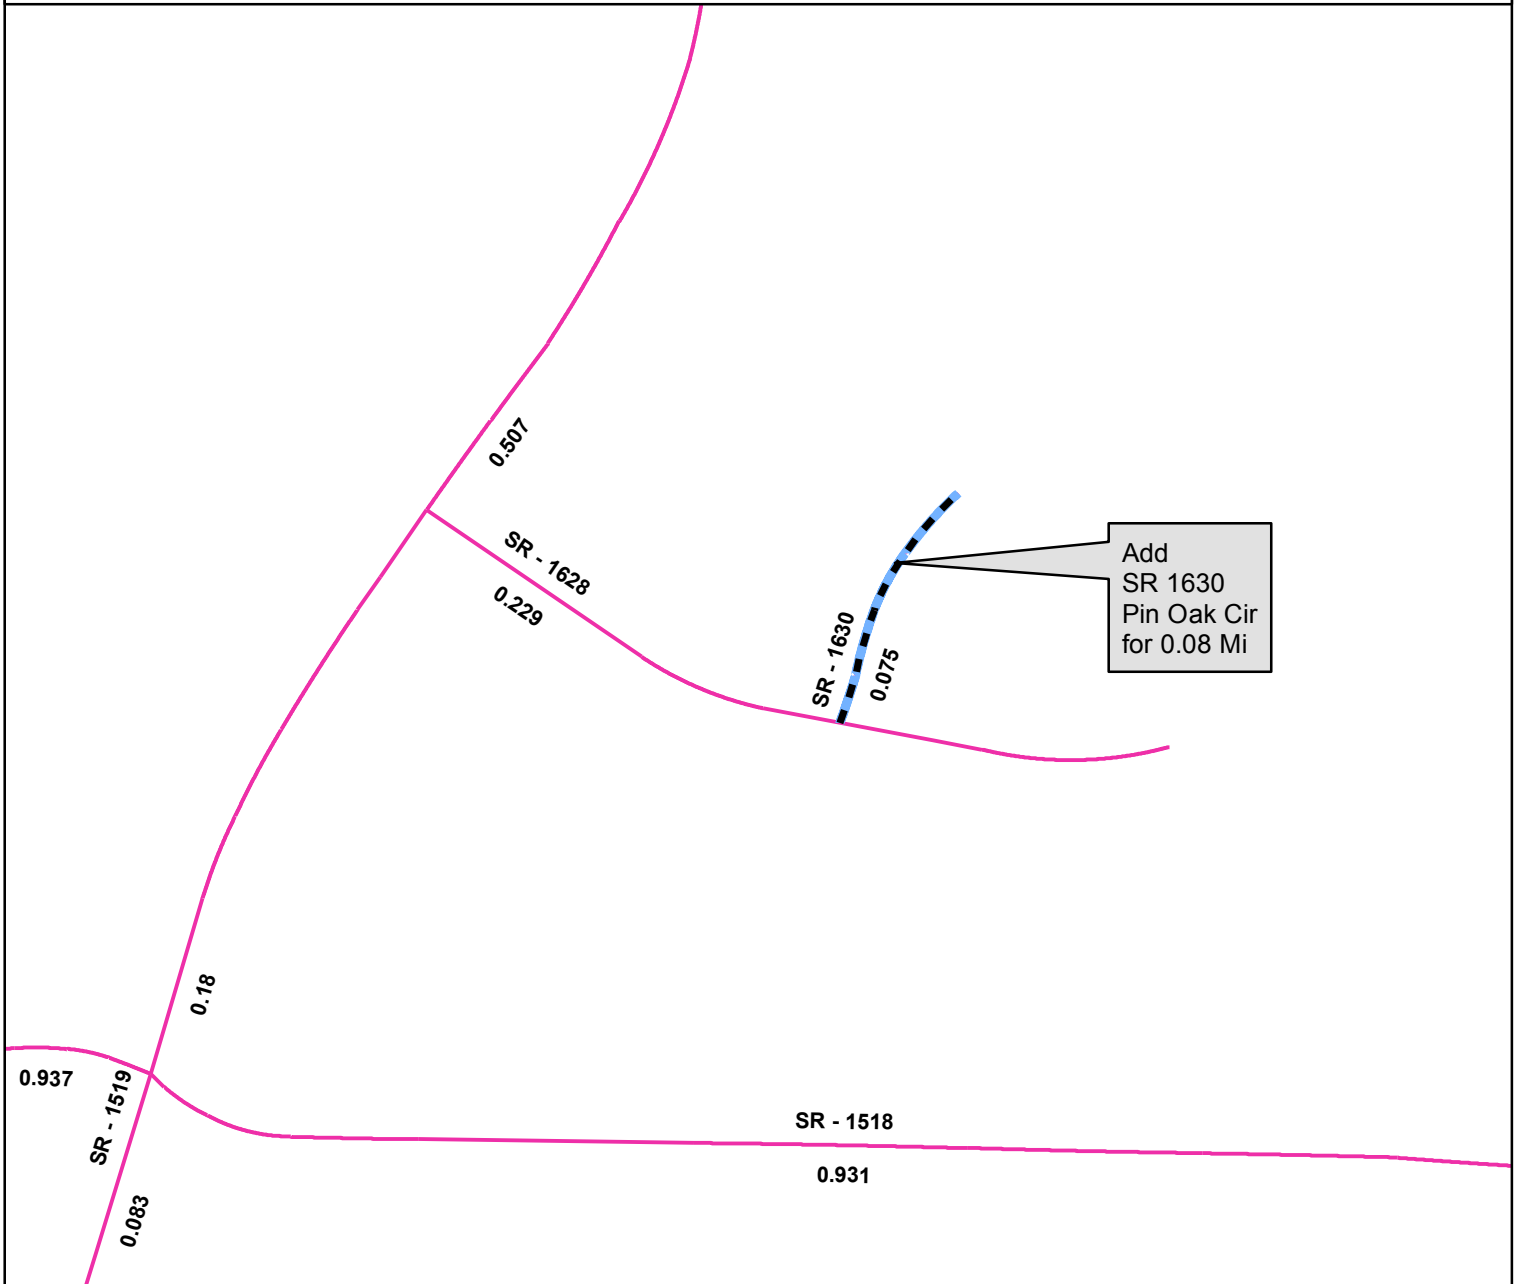 0.507
SR - 1628
0.229
Add
SR 1630
Pin Oak Cir
for 0.08 Mi
SR - 1630
0.075
0.18
0.937
SR - 1519
0.083
SR - 1518
0.931